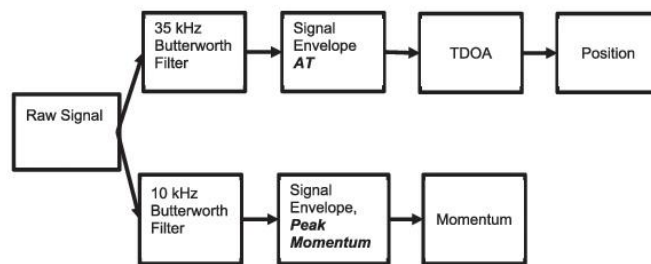 35 kHz
Butterworth
Filter
Signal
Envelope
AT
TDOA
Position
Raw Signal
10 kHz
Butterworth
Filter
Signal
Envelope,
Peak
Momentum
Momentum